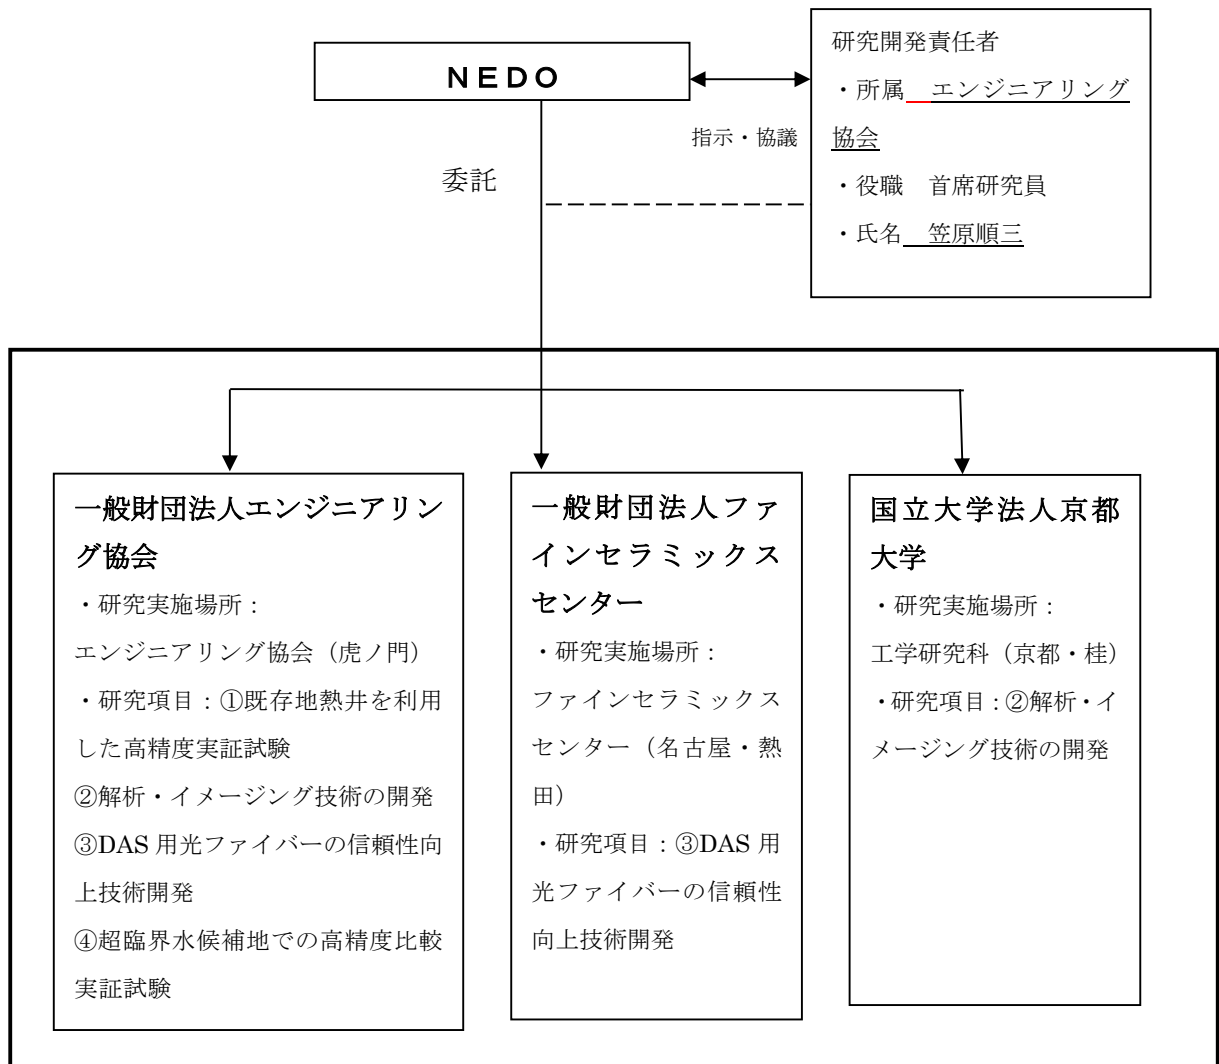 NEDO
研究開発責任者
・所属　エンジニアリング
協会
・役職　首席研究員
・氏名　笠原順三
指示・協議
委託
一般財団法人エンジニアリン
グ協会
・研究実施場所：
エンジニアリング協会（虎ノ門）
・研究項目：①既存地熱井を利用
した高精度実証試験
②解析・イメージング技術の開発
③DAS 用光ファイバーの信頼性向
上技術開発
④超臨界水候補地での高精度比較
実証試験
一般財団法人ファ
インセラミックス
センター
・研究実施場所：
ファインセラミックス
センター（名古屋・熱
田）
・研究項目：③DAS 用
光ファイバーの信頼性
向上技術開発
国立大学法人京都
大学
・研究実施場所：
工学研究科（京都・桂）
・研究項目：②解析・イ
メージング技術の開発